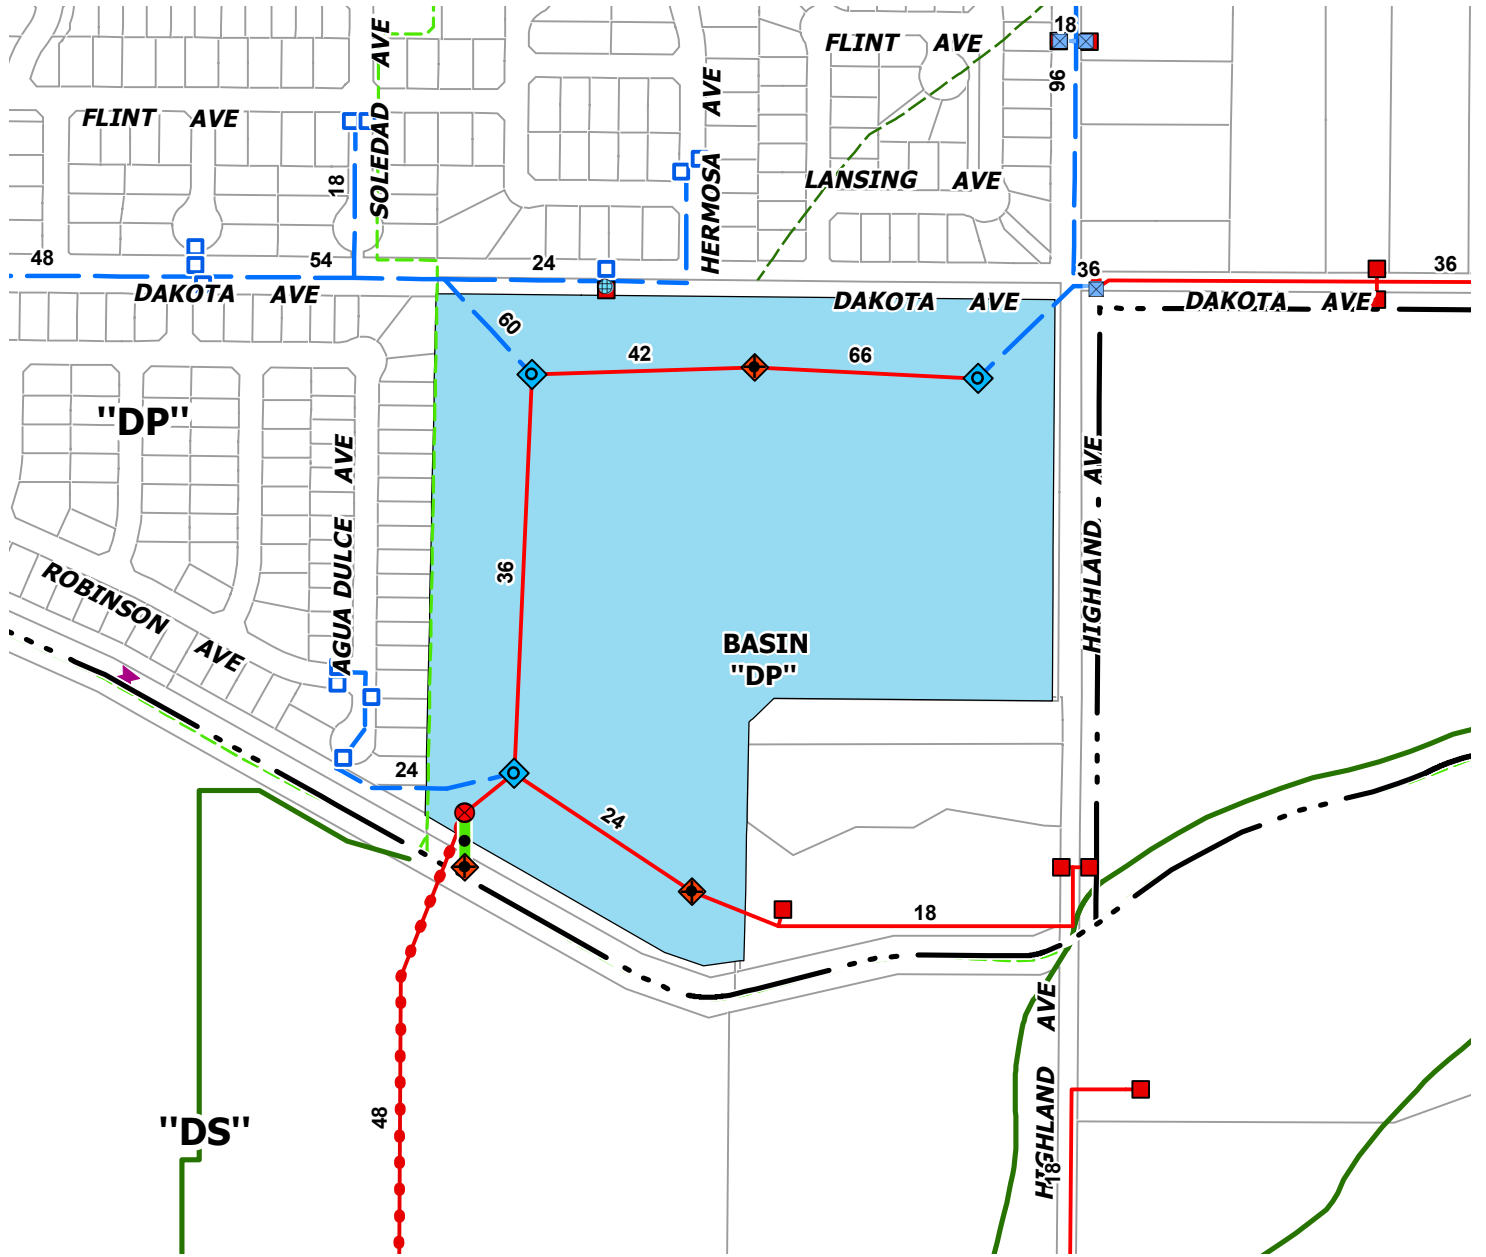 18
FLINT AVE
FLINT AVE
SOLEDAD AVE
HERMOSA AVE
96
18
LANSING AVE
48
54
24
36
36
DAKOTA AVE
DAKOTA AVE
DAKOTA AVE
60
42
66
"DP"
AGUA DULCE AVE
HIGHLAND AVE
36
ROBINSON AVE
BASIN
"DP"
24
24
18
HIGHLAND AVE
48
"DS"
18